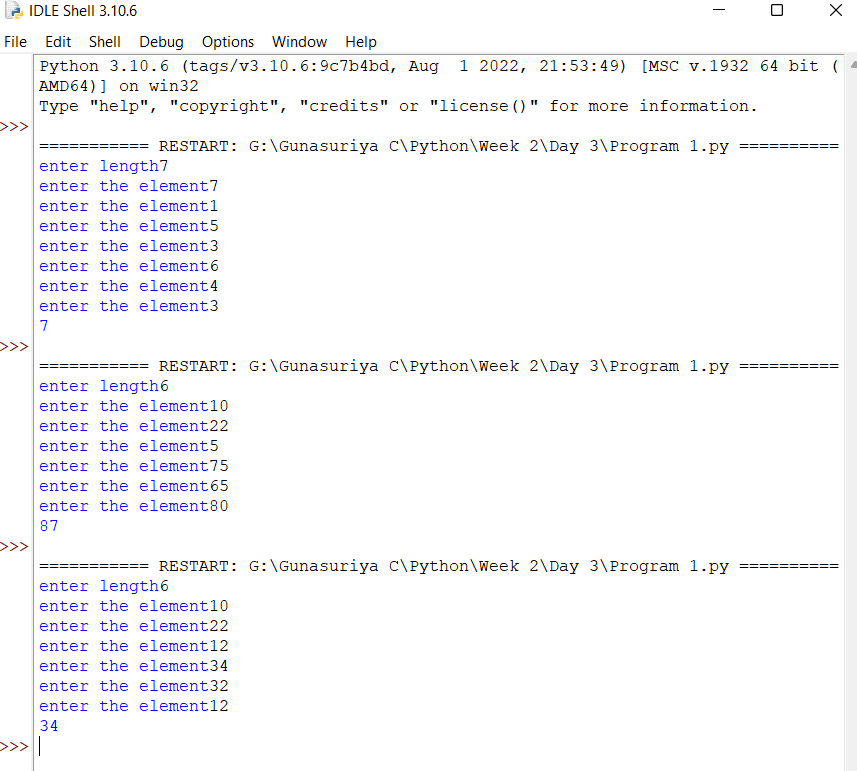 IDLE Shell 3.10.6
File Edit Shell Debug Options Window Help
Python 3.10.6 (tags/v3.10.6:9c7b4bd, Aug  1 2022, 21:53:49) [MSC v.1932 64 bit (
AMD64)] on win32
Type "help", "copyright", "credits" or "license()" for more information.
>>>
=========== RESTART: G:\Gunasuriya C\Python\Week 2\Day 3\Program 1.py ==========
enter length7
enter the element7
enter the element1
enter the element5
enter the element3
enter the element6
enter the element4
enter the element3
7
>>>
=========== RESTART: G:\Gunasuriya C\Python\Week 2\Day 3\Program 1.py ==========
enter length6
enter the element10
enter the element22
enter the element5
enter the element75
enter the element65
enter the element80
87
>>>
=========== RESTART: G:\Gunasuriya C\Python\Week 2\Day 3\Program 1.py ==========
enter length6
enter the element10
enter the element22
enter the element12
enter the element34
enter the element32
enter the element12
34
>>>